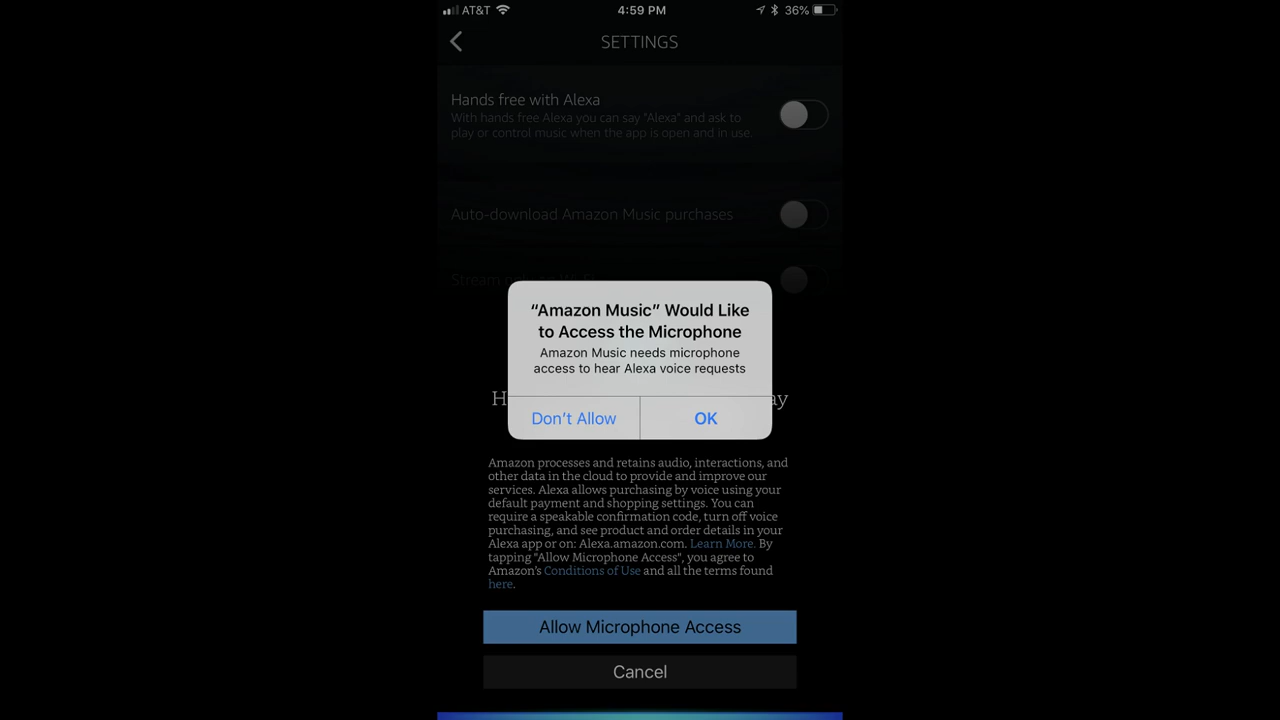 AT&T 4:59 PM 36%
SETTINGS
Hands free with Alexa
With hands free Alexa you can say "Alexa" and ask to
play or control music when the app is open and in use.
Auto-download Amazon Music purchases
Stream only on Wi-Fi
“Amazon Music” Would Like
to Access the Microphone
Amazon Music needs microphone
access to hear Alexa voice requests
Don’t Allow OK
Amazon processes and retains audio, interactions, and
other data in the cloud to provide and improve our
services. Alexa allows purchasing by voice using your
default payment and shopping settings. You can
require a speakable confirmation code, turn off voice
purchasing, and see product and order details in your
Alexa app or on: Alexa.amazon.com. Learn More. By
tapping "Allow Microphone Access", you agree to
Amazon’s Conditions of Use and all the terms found
here.
Allow Microphone Access
Cancel